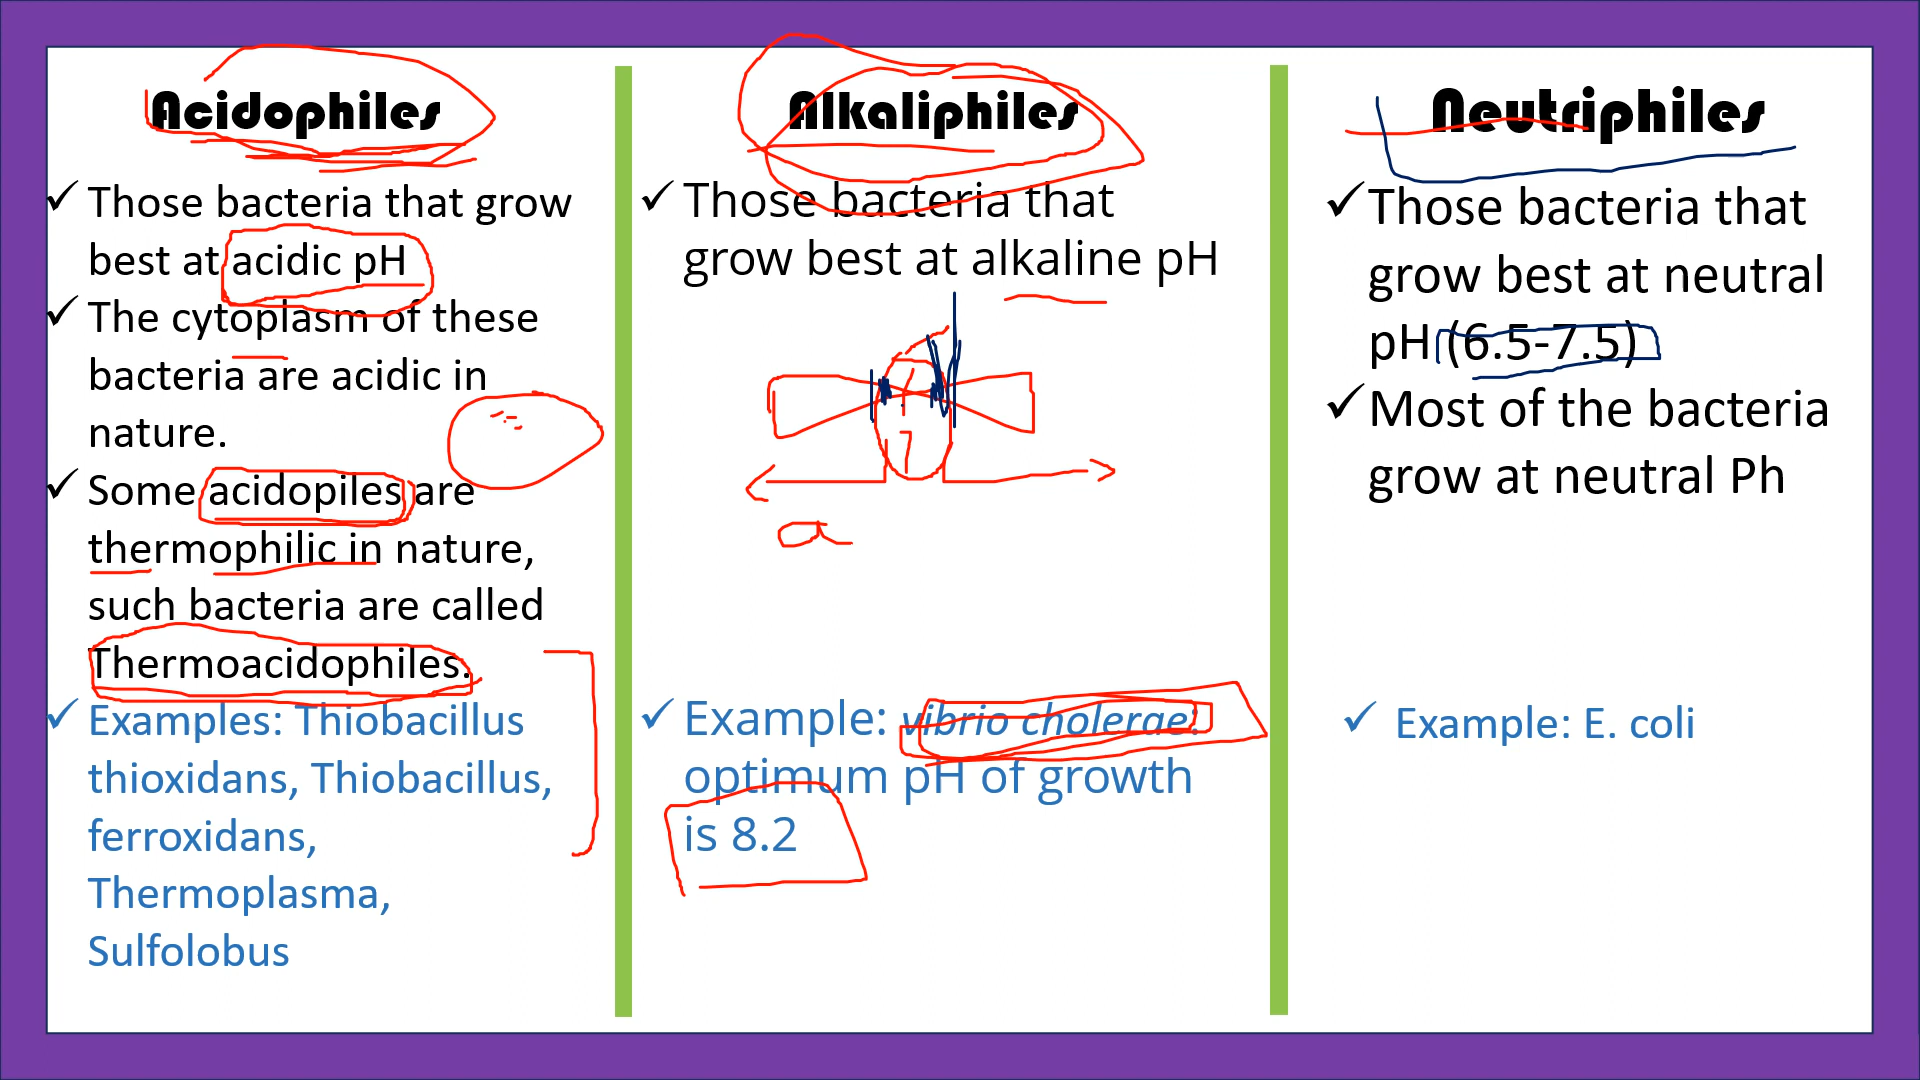 Acidophiles
Those bacteria that grow
best at acidic pH
The cytoplasm of these
bacteria are acidic in
nature.
Some acidopiles are
thermophilic in nature,
such bacteria are called
Thermoacidophiles.
Examples: Thiobacillus
thioxidans, Thiobacillus,
ferroxidans,
Thermoplasma,
Sulfolobus
Alkaliphiles
Those bacteria that
grow best at alkaline pH
7
a
Example: vibrio cholerae:
optimum pH of growth
is 8.2
Neutriphiles
Those bacteria that
grow best at neutral
pH (6.5-7.5)
Most of the bacteria
grow at neutral Ph
Example: E. coli